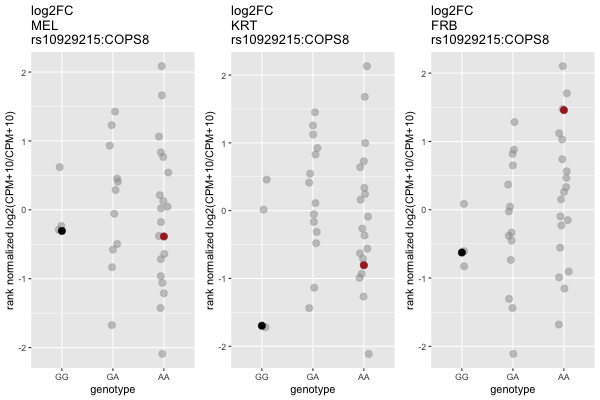 log2FC
MEL
rs10929215:COPS8
rank normalized log2(CPM+10/CPM+10)
2
1
0
-1
-2
GG
GA
AA
genotype
log2FC
KRT
rs10929215:COPS8
rank normalized log2(CPM+10/CPM+10)
2
1
0
-1
-2
GG
GA
AA
genotype
log2FC
FRB
rs10929215:COPS8
rank normalized log2(CPM+10/CPM+10)
2
1
0
-1
-2
GG
GA
AA
genotype